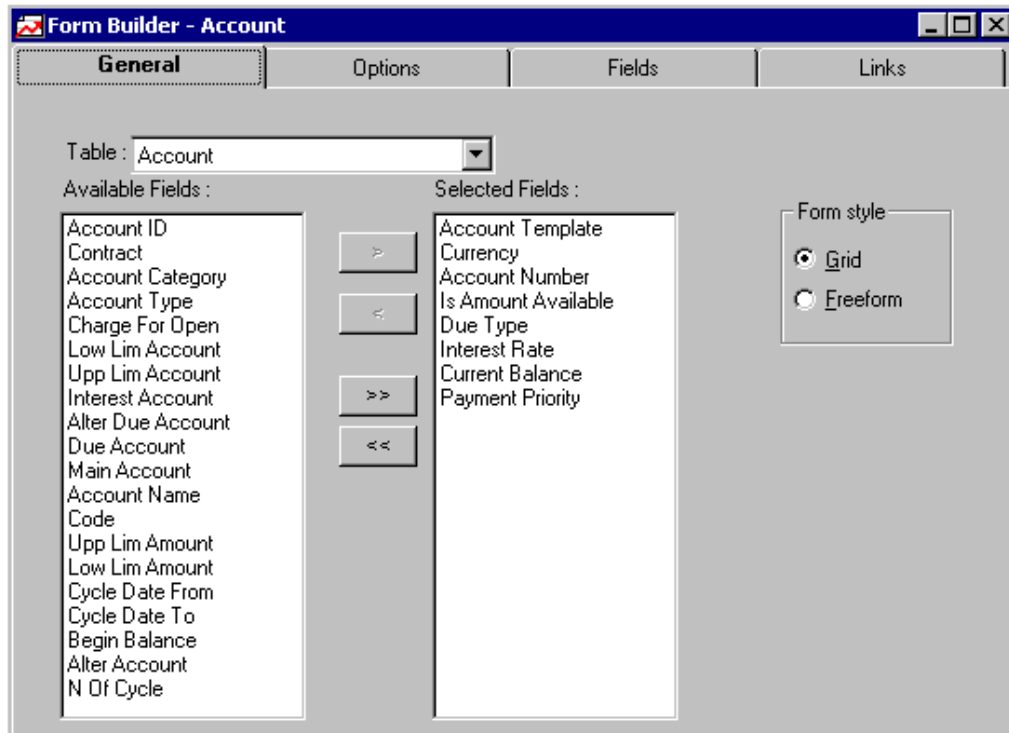 Form Builder - Account
General Options Fields Links
Table : Account
Available Fields : Selected Fields :
Account ID
Contract
Account Category
Account Type
Charge For Open
Low Lim Account
Upp Lim Account
Interest Account
Alter Due Account
Due Account
Main Account
Account Name
Code
Upp Lim Amount
Low Lim Amount
Cycle Date From
Cycle Date To
Begin Balance
Alter Account
N Of Cycle
>
<
>>
<<
Account Template
Currency
Account Number
Is Amount Available
Due Type
Interest Rate
Current Balance
Payment Priority
Form style
Grid
Freeform